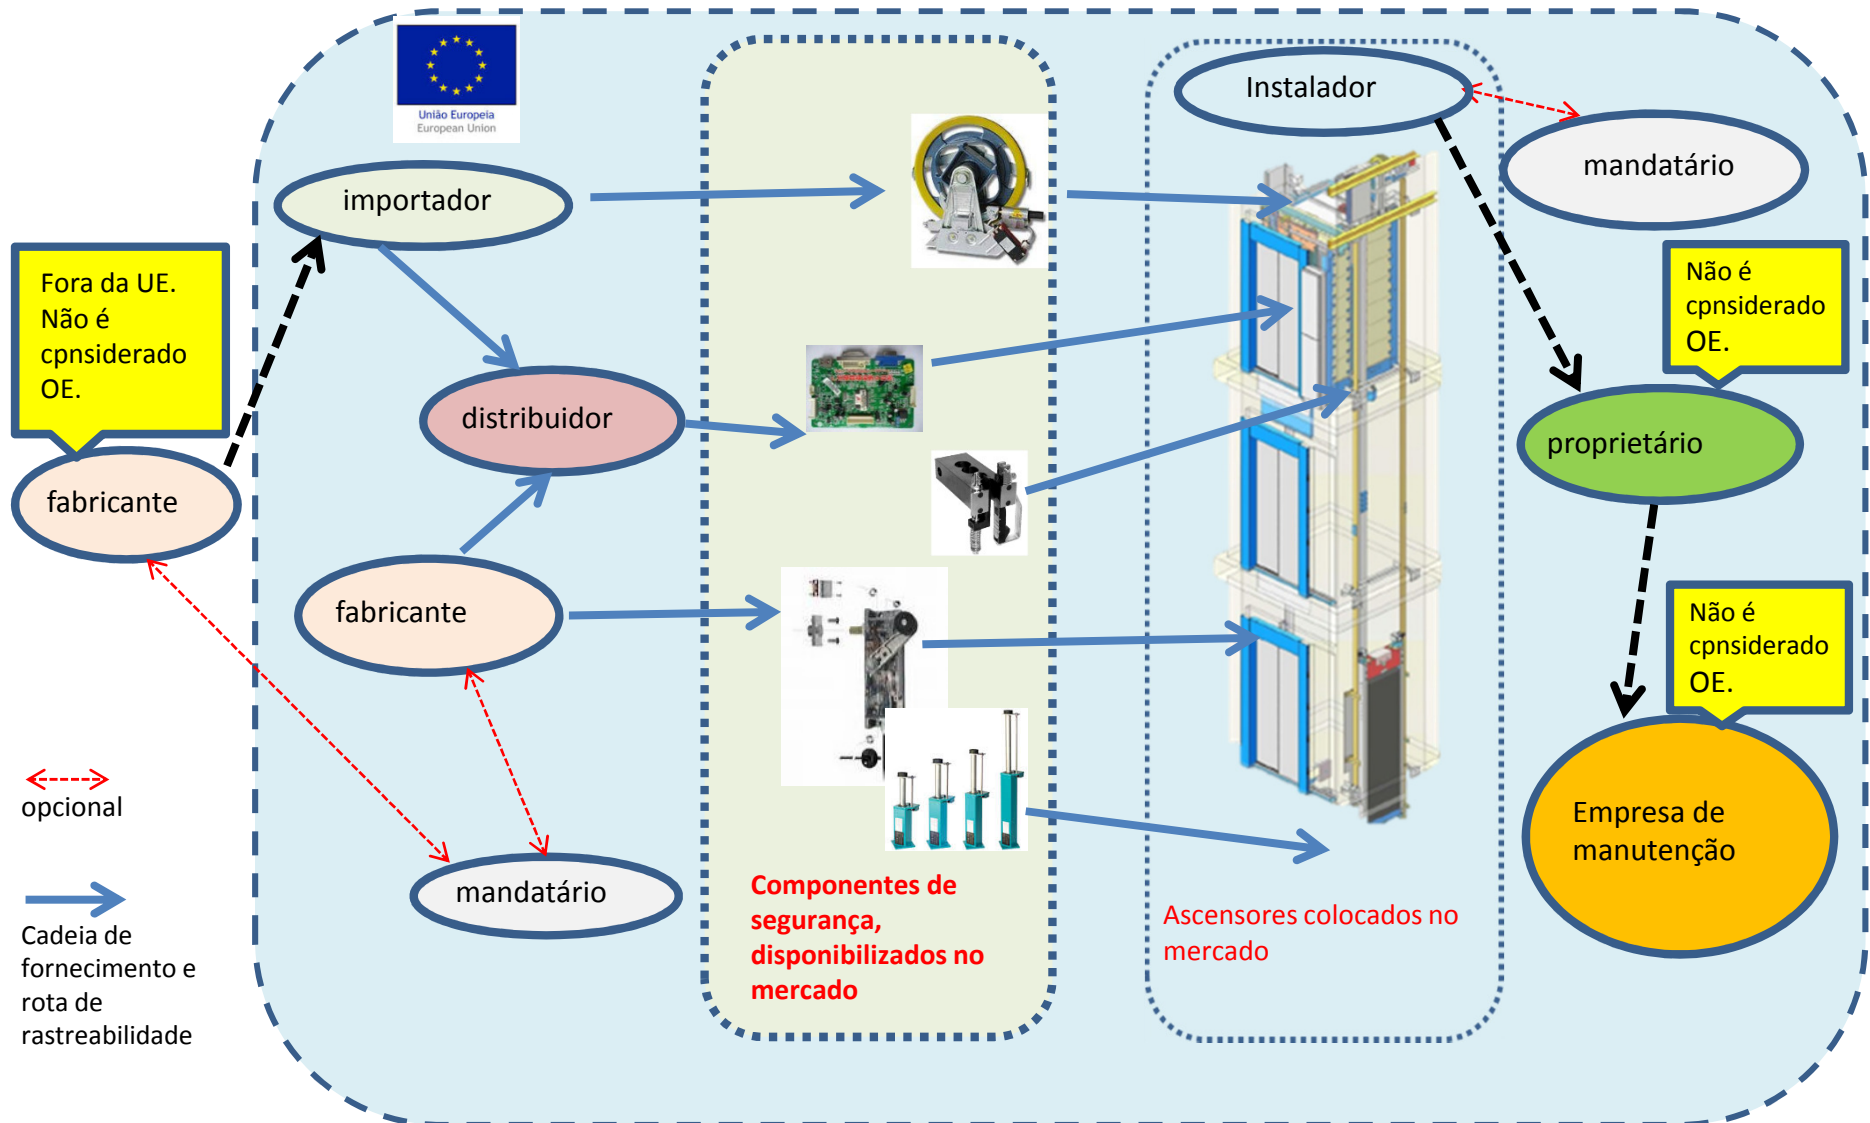 União Europeia
European Union
Instalador
mandatário
importador
Fora da UE.
Não é
cpnsiderado
OE.
Não é
cpnsiderado
OE.
distribuidor
proprietário
fabricante
fabricante
Não é
cpnsiderado
OE.
opcional
Empresa de
manutenção
mandatário
Componentes de
segurança,
disponibilizados no
mercado
Ascensores colocados no
mercado
Cadeia de
fornecimento e
rota de
rastreabilidade